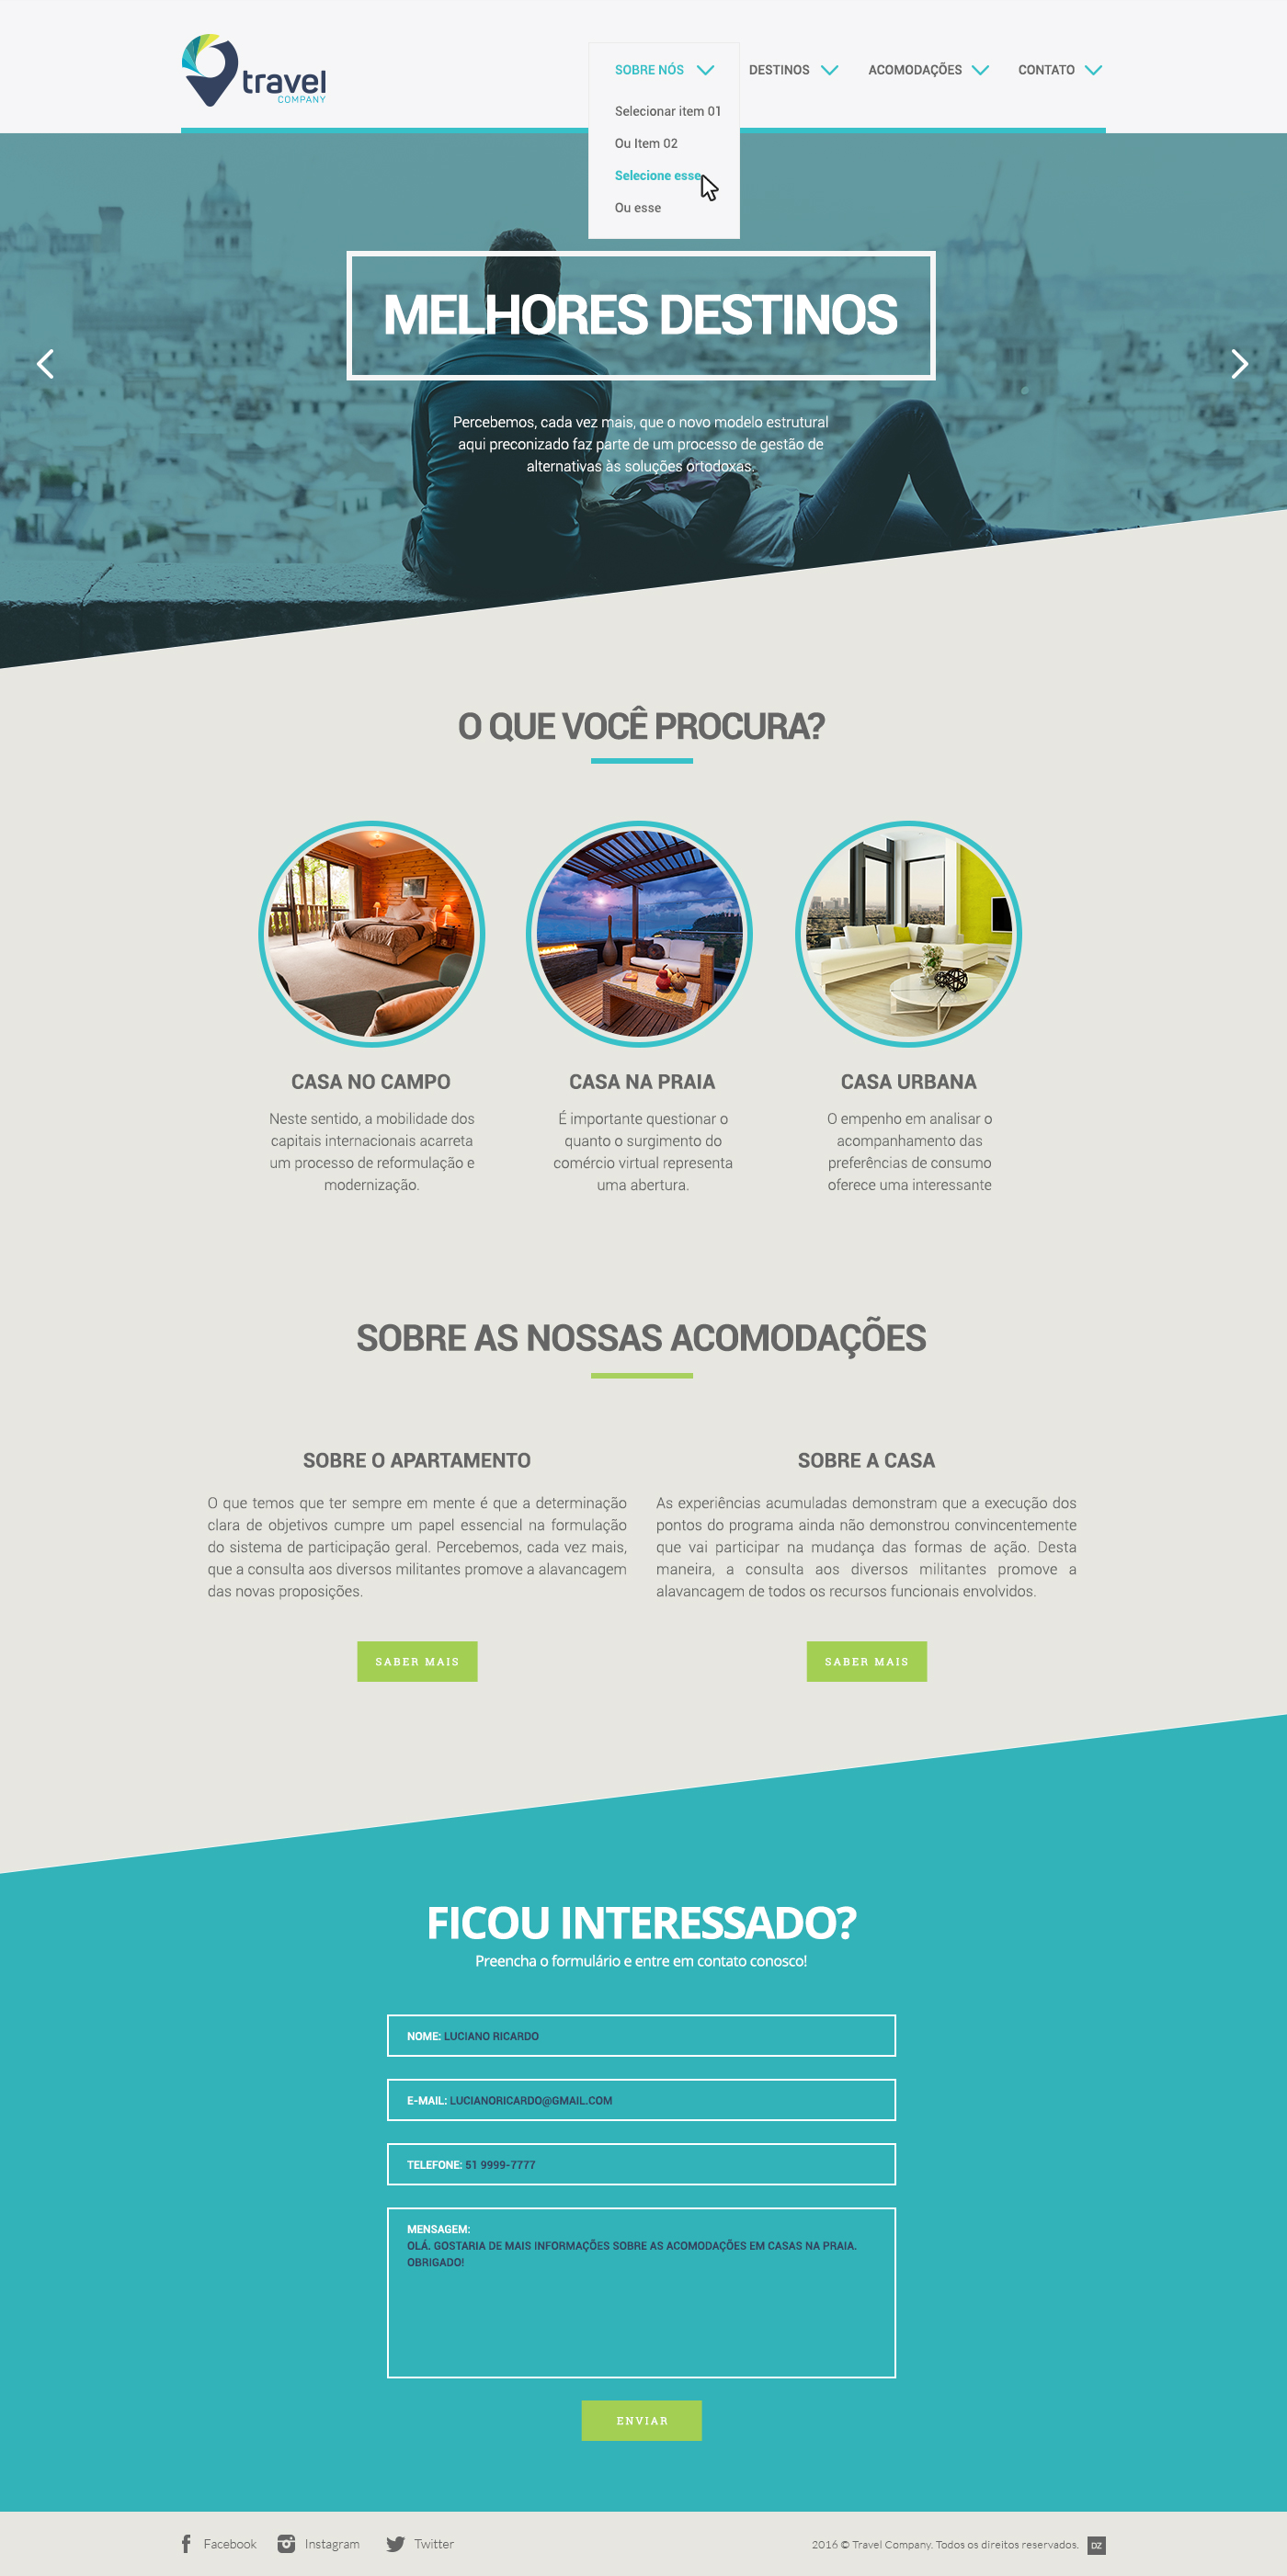 travel
COMPANY
SOBRE NÓS
DESTINOS
ACOMODAÇÕES
CONTATO
Selecionar item 01
Ou Item 02
Selecione esse
Ou esse
MELHORES DESTINOS
Percebemos, cada vez mais, que o novo modelo estrutural
aqui preconizado faz parte de um processo de gestão de
alternativas às soluções ortodoxas.
O QUE VOCÊ PROCURA?
CASA NO CAMPO
Neste sentido, a mobilidade dos
capitais internacionais acarreta
um processo de reformulação e
modernização.
CASA NA PRAIA
É importante questionar o
quanto o surgimento do
comércio virtual representa
uma abertura.
CASA URBANA
O empenho em analisar o
acompanhamento das
preferências de consumo
oferece uma interessante
SOBRE AS NOSSAS ACOMODAÇÕES
SOBRE O APARTAMENTO
O que temos que ter sempre em mente é que a determinação
clara de objetivos cumpre um papel essencial na formulação
do sistema de participação geral. Percebemos, cada vez mais,
que a consulta aos diversos militantes promove a alavancagem
das novas proposições.
SABER MAIS
SOBRE A CASA
As experiências acumuladas demonstram que a execução dos
pontos do programa ainda não demonstrou convincentemente
que vai participar na mudança das formas de ação. Desta
maneira, a consulta aos diversos militantes promove a
alavancagem de todos os recursos funcionais envolvidos.
SABER MAIS
FICOU INTERESSADO?
Preencha o formulário e entre em contato conosco!
NOME: LUCIANO RICARDO
E-MAIL: LUCIANORICARDO@GMAIL.COM
TELEFONE: 51 9999-7777
MENSAGEM:
OLÁ. GOSTARIA DE MAIS INFORMAÇÕES SOBRE AS ACOMODAÇÕES EM CASAS NA PRAIA.
OBRIGADO!
ENVIAR
Facebook
Instagram
Twitter
2016 © Travel Company. Todos os direitos reservados.
DZ